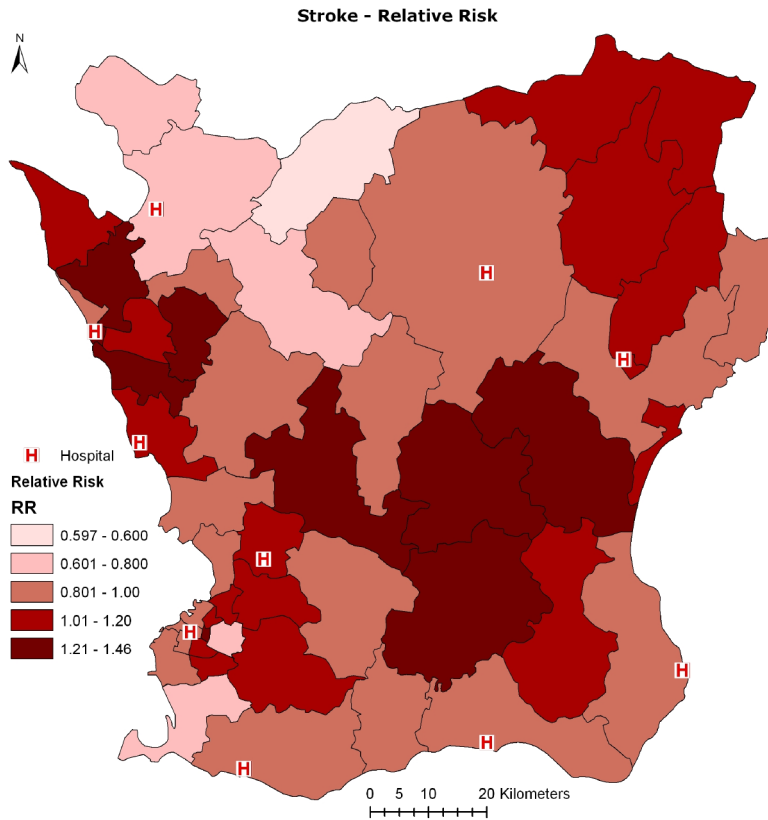 Stroke - Relative Risk
N
H
H
H
H
H
H Hospital
Relative Risk
RR
0.597 - 0.600
0.601 - 0.800
0.801 - 1.00
1.01 - 1.20
1.21 - 1.46
H
H
H
H
H
0 5 10 20 Kilometers